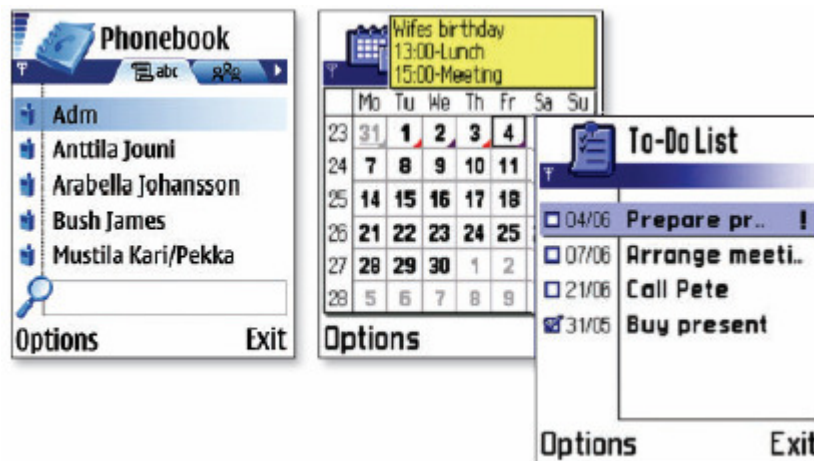 Phonebook
abc
Adm
Anttila Jouni
Arabella Johansson
Bush James
Mustila Kari/Pekka
Options Exit
Wifes birthday
13:00-Lunch
15:00-Meeting
Mo Tu We Th Fr Sa Su
23 31 1 2 3 4
24 7 8 9 10 11
25 14 15 16 17 18
26 21 22 23 24 25
27 28 29 30 1 2
28 5 6 7 8 9
Options
To-Do List
04/06 Prepare pr.. !
07/06 Arrange meeti..
21/06 Call Pete
31/05 Buy present
Options Exit